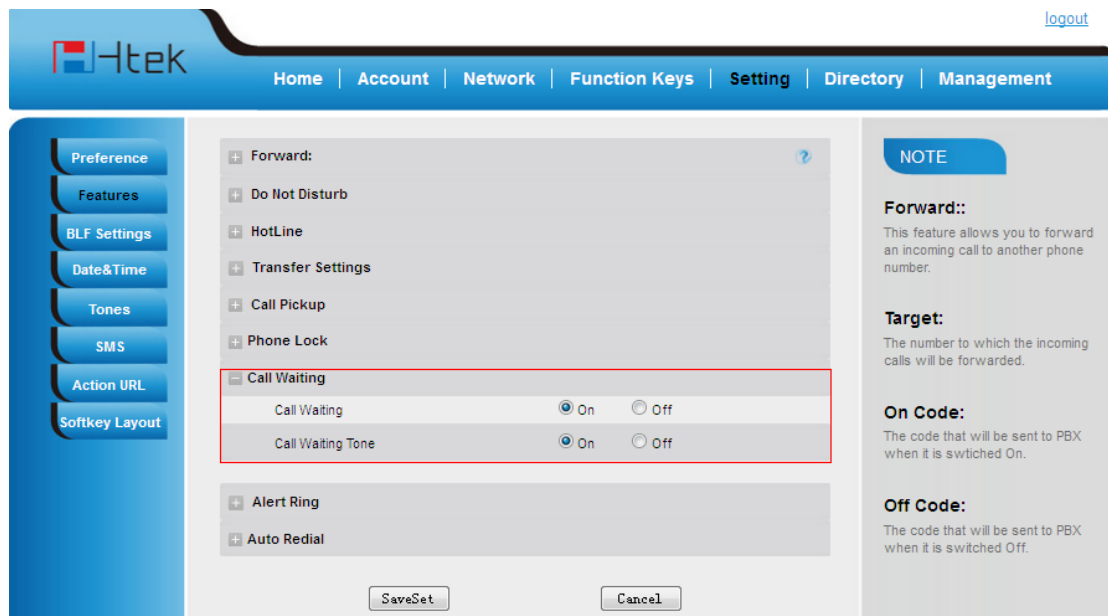 logout
Htek
Home | Account | Network | Function Keys | Setting | Directory | Management
Preference
Features
BLF Settings
Date&Time
Tones
SMS
Action URL
Softkey Layout
Forward:
Do Not Disturb
HotLine
Transfer Settings
Call Pickup
Phone Lock
Call Waiting
Call Waiting On Off
Call Waiting Tone On Off
Alert Ring
Auto Redial
SaveSet Cancel
NOTE
Forward::
This feature allows you to forward
an incoming call to another phone
number.
Target:
The number to which the incoming
calls will be forwarded.
On Code:
The code that will be sent to PBX
when it is swtiched On.
Off Code:
The code that will be sent to PBX
when it is switched Off.